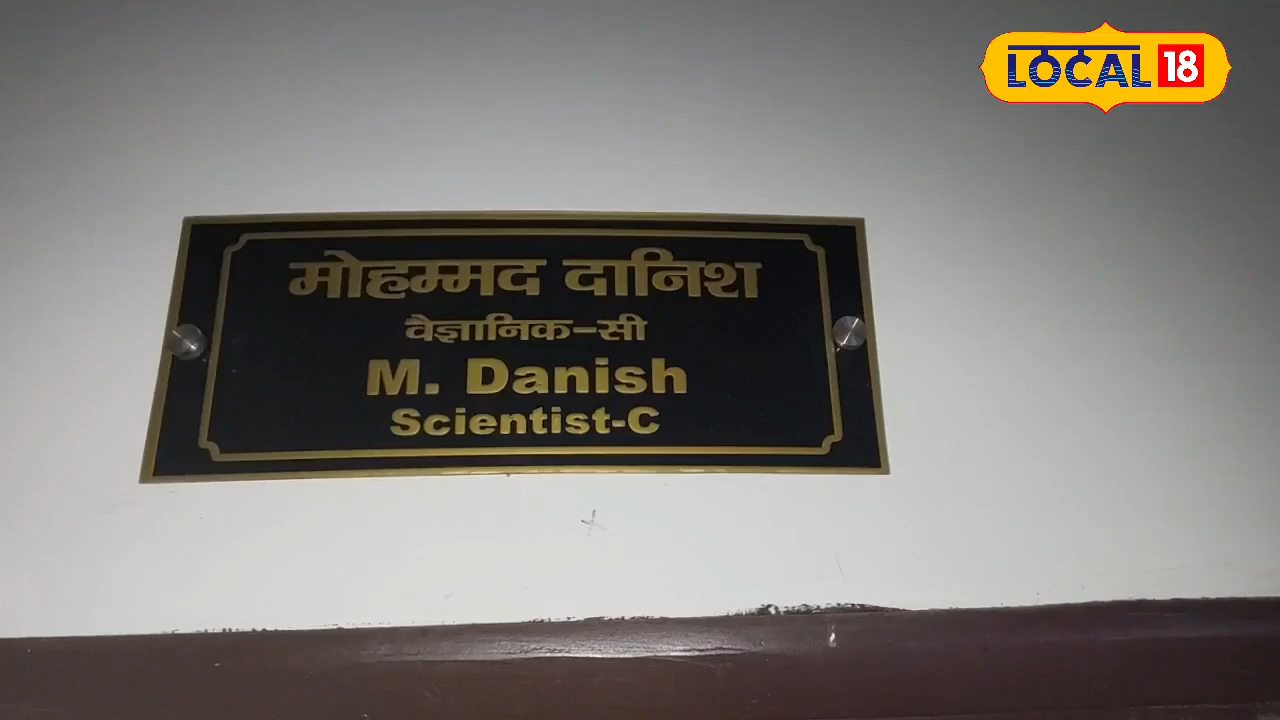 LOCAL 18
मोहम्मद दानिश
वैज्ञानिक-सी
M. Danish
Scientist-C